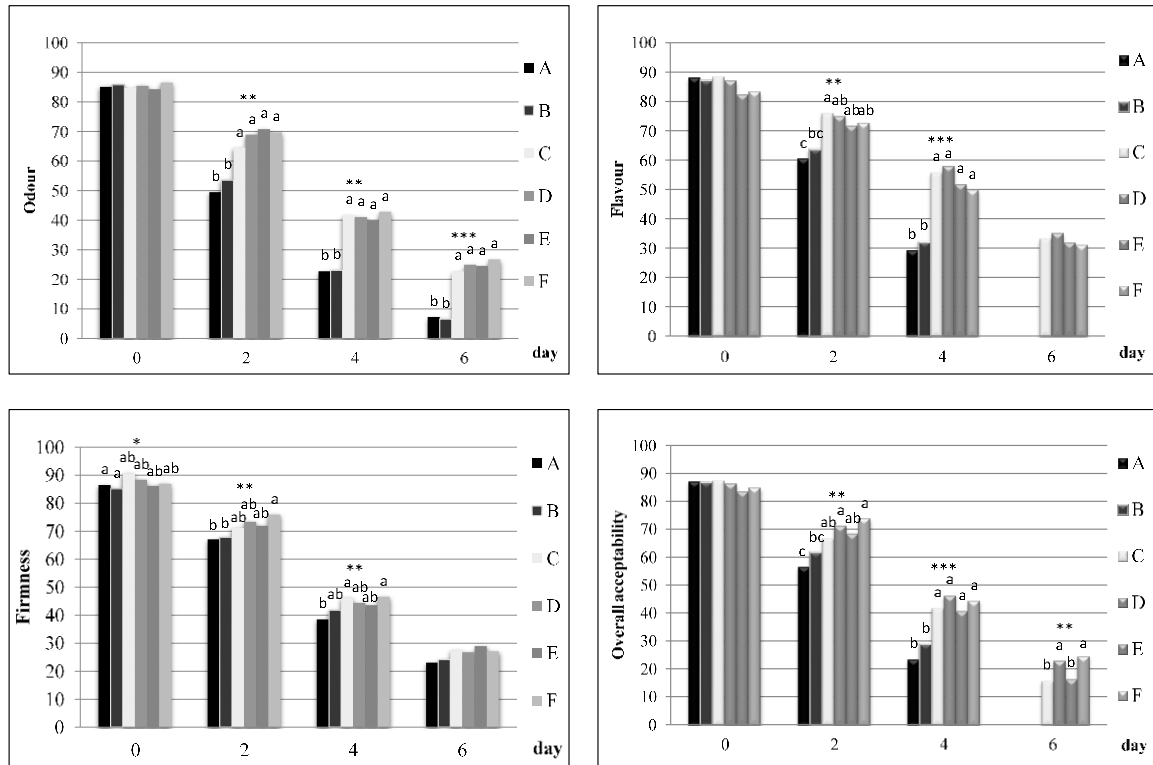 100
90
80
70
60
50
40
30
20
10
0
Odour
**
a a a a
b b
**
a a a a
b b
***
a a a a
b b
0 2 4 6 day
A
B
C
D
E
F
100
90
80
70
60
50
40
30
20
10
0
Flavour
**
a ab ab ab
c bc
***
a a a a
b b
0 2 4 6 day
A
B
C
D
E
F
100
90
80
70
60
50
40
30
20
10
0
Firmness
*
a a ab ab ab ab
**
b b ab ab ab a
**
b ab a ab ab a
0 2 4 6 day
A
B
C
D
E
F
100
90
80
70
60
50
40
30
20
10
0
Overall acceptability
**
c bc ab a ab a
***
b b a a a a
**
b a b a
0 2 4 6 day
A
B
C
D
E
F